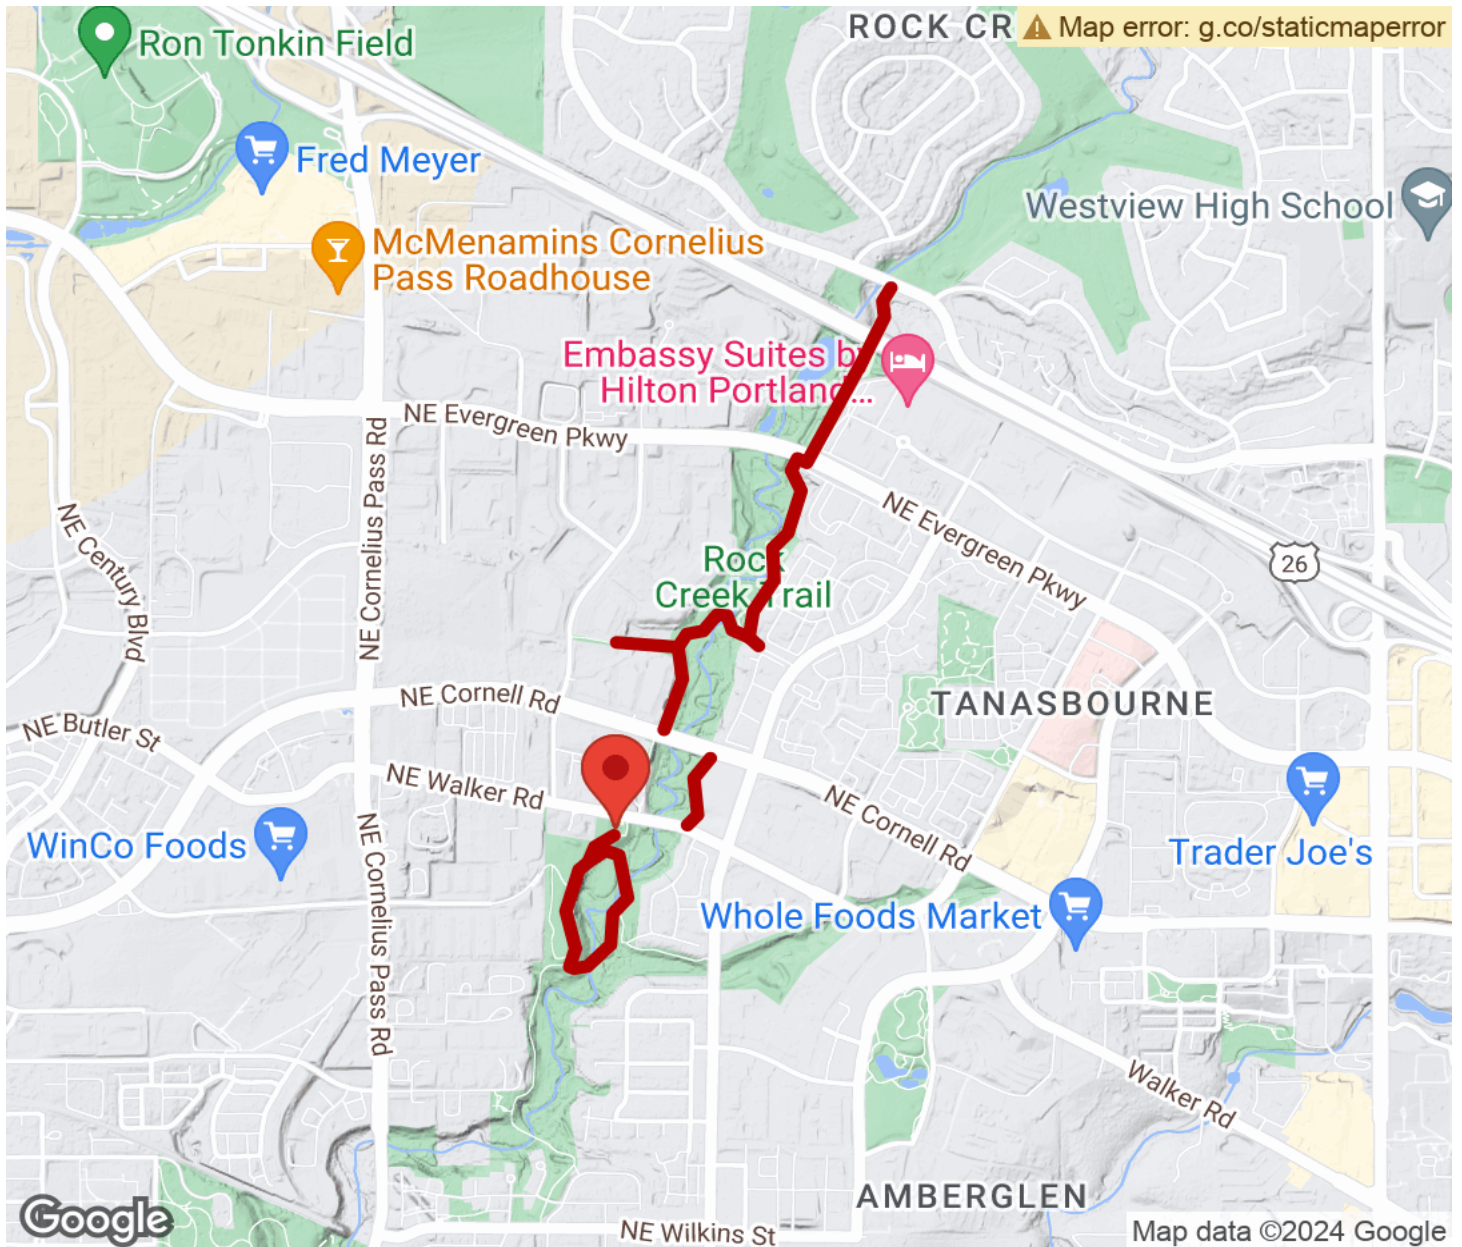 ROCK CR
Map error: g.co/staticmaperror
Ron Tonkin Field
Fred Meyer
Westview High School
McMenamins Cornelius
Pass Roadhouse
Embassy Suites b
Hilton Portland...
NE Evergreen Pkwy
NE Cornelius Pass Rd
NE Century Blvd
NE Evergreen Pkwy
26
Rock
Creek Trail
NE Cornell Rd
TANASBOURNE
NE Butler St
NE Walker Rd
NE Cornell Rd
WinCo Foods
Trader Joe's
NE Cornelius Pass Rd
Whole Foods Market
Walker Rd
AMBERGLEN
Google
NE Wilkins St
Map data ©2024 Google